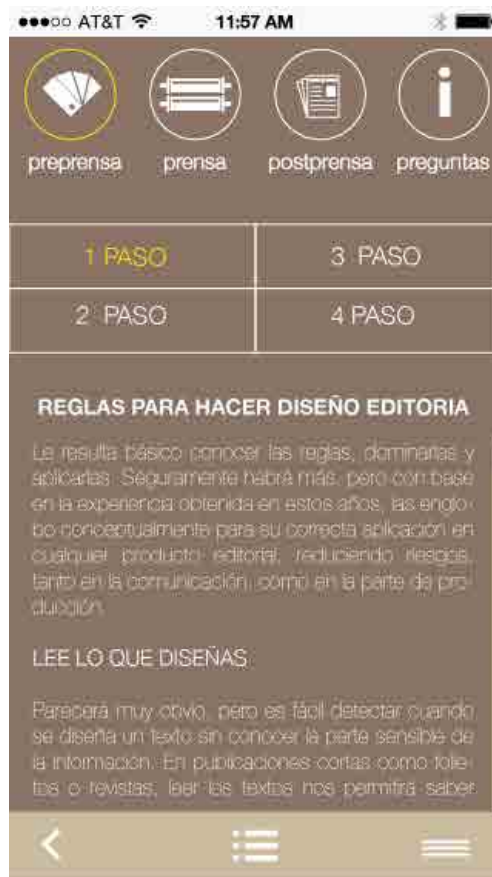 AT&T 11:57 AM
preprensa prensa postprensa preguntas
1 PASO 3 PASO
2 PASO 4 PASO
REGLAS PARA HACER DISEÑO EDITORIA
Le resulta básico conocer las reglas, dominarlas y
aplicarlas. Seguramente habrá más, pero con base
en la experiencia obtenida en estos años, las englo-
bo conceptualmente para su correcta aplicación en
cualquier producto editorial, reduciendo riesgos,
tanto en la comunicación, como en la parte de pro-
ducción.
LEE LO QUE DISEÑAS
Parecerá muy obvio, pero es fácil detectar cuando
se diseña un texto sin conocer la parte sensible de
la información. En publicaciones cortas como folle-
tos o revistas, leer los textos nos permitirá saber